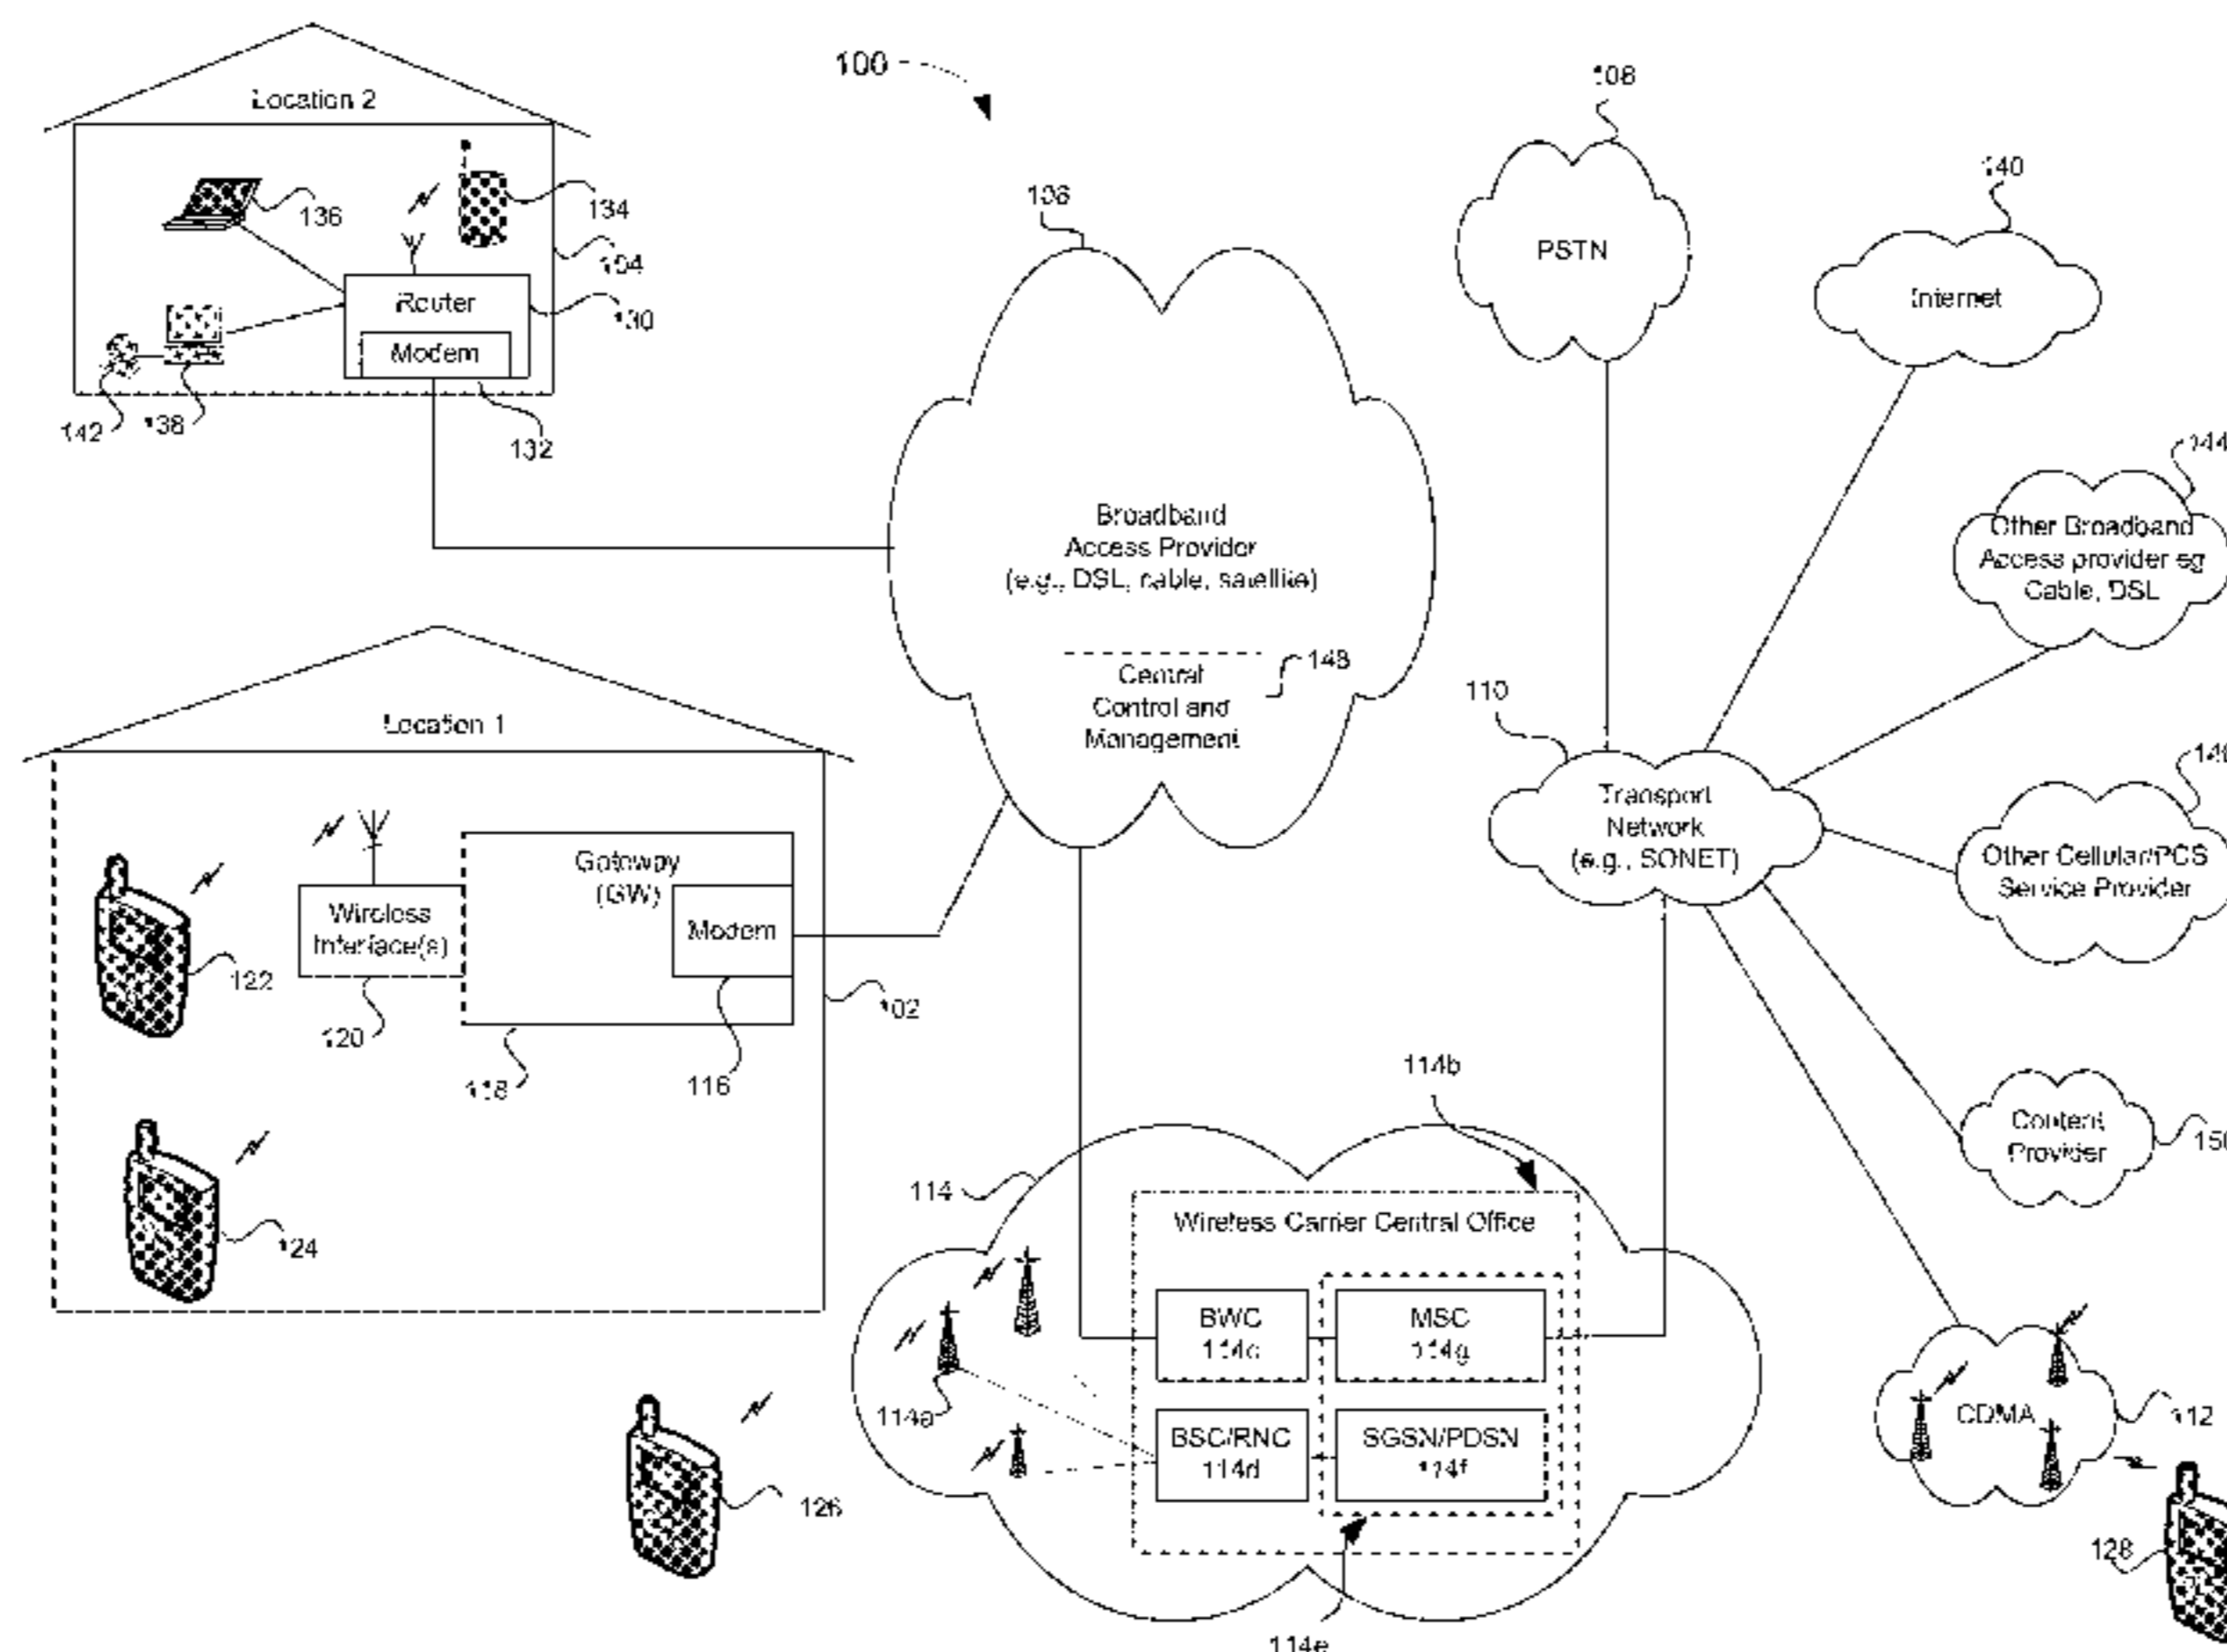 100
Location 2
136
134
104
Router
130
Modem
142
138
132
106
Broadband
Access Provider
(e.g., DSL, cable, satellite)
148
Central
Control and
Management
108
PSTN
140
Internet
144
Other Broadband
Access provider eg
Cable, DSL
110
Transport
Network
(e.g., SONET)
Other Cellular/PCS
Service Provider
Content
Provider
Location 1
Gateway
(GW)
Wireless
Interface(s)
Modem
122
120
118
116
102
124
126
114
114b
Wireless Carrier Central Office
BWC
114c
MSC
114g
114a
BSC/RNC
114d
SGSN/PDSN
114f
114e
CDMA
112
128